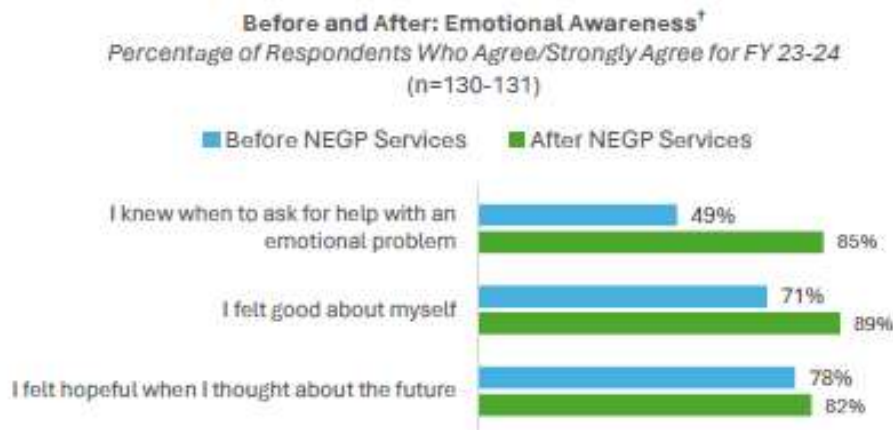 Before and After: Emotional Awareness†
Percentage of Respondents Who Agree/Strongly Agree for FY 23-24
(n=130-131)
Before NEGP Services After NEGP Services
I knew when to ask for help with an
emotional problem
49%
85%
I felt good about myself
71%
89%
I felt hopeful when I thought about the future
78%
82%